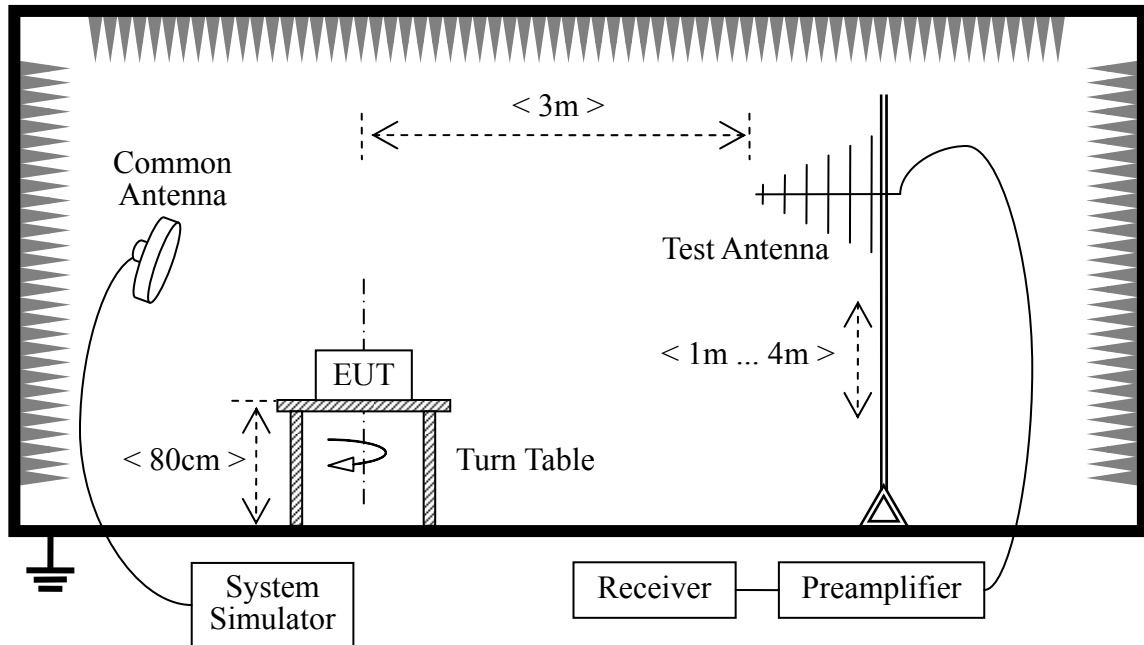 < 3m >
Common
Antenna
Test Antenna
< 1m ... 4m >
EUT
< 80cm >
Turn Table
System
Simulator
Receiver
Preamplifier